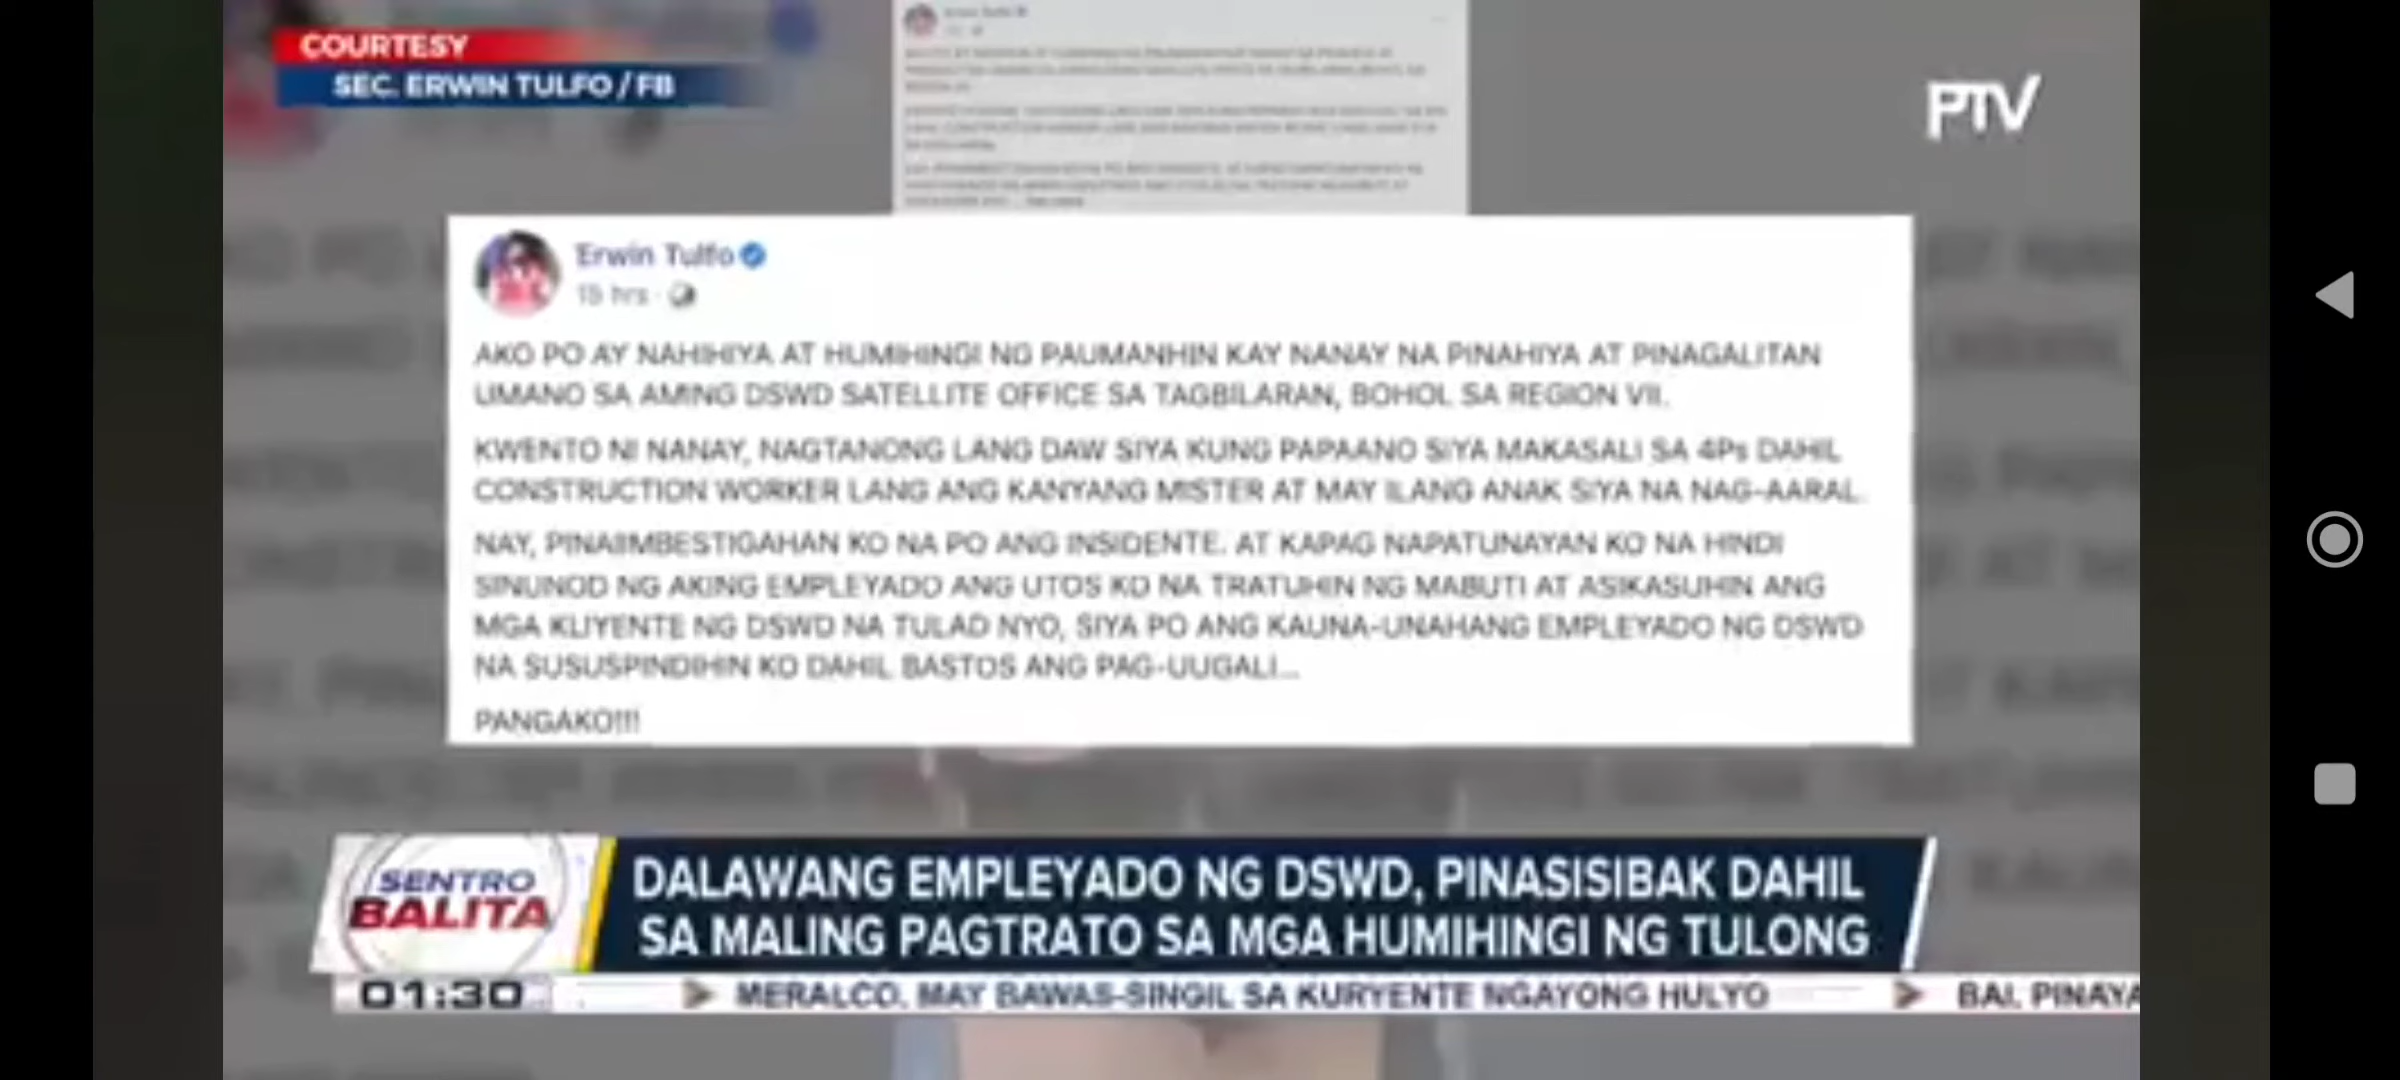 COURTESY
SEC. ERWIN TULFO / FB
PTV
Erwin Tulfo
15 hrs
AKO PO AY NAHIHIYA AT HUMIHINGI NG PAUMANHIN KAY NANAY NA PINAHIYA AT PINAGALITAN
UMANO SA AMING DSWD SATELLITE OFFICE SA TAGBILARAN, BOHOL SA REGION VII.
KWENTO NI NANAY, NAGTANONG LANG DAW SIYA KUNG PAPAANO SIYA MAKASALI SA 4Ps DAHIL
CONSTRUCTION WORKER LANG ANG KANYANG MISTER AT MAY ILANG ANAK SIYA NA NAG-AARAL.
NAY, PINAIIMBESTIGAHAN KO NA PO ANG INSIDENTE. AT KAPAG NAPATUNAYAN KO NA HINDI
SINUNOD NG AKING EMPLEYADO ANG UTOS KO NA TRATUHIN NG MABUTI AT ASIKASUHIN ANG
MGA KLIYENTE NG DSWD NA TULAD NYO, SIYA PO ANG KAUNA-UNAHANG EMPLEYADO NG DSWD
NA SUSUSPINDIHIN KO DAHIL BASTOS ANG PAG-UUGALI...
PANGAKO!!!
SENTRO
BALITA
DALAWANG EMPLEYADO NG DSWD, PINASISIBAK DAHIL
SA MALING PAGTRATO SA MGA HUMIHINGI NG TULONG
01:30
MERALCO, MAY BAWAS-SINGIL SA KURYENTE NGAYONG HULYO
BAI, PINAYA